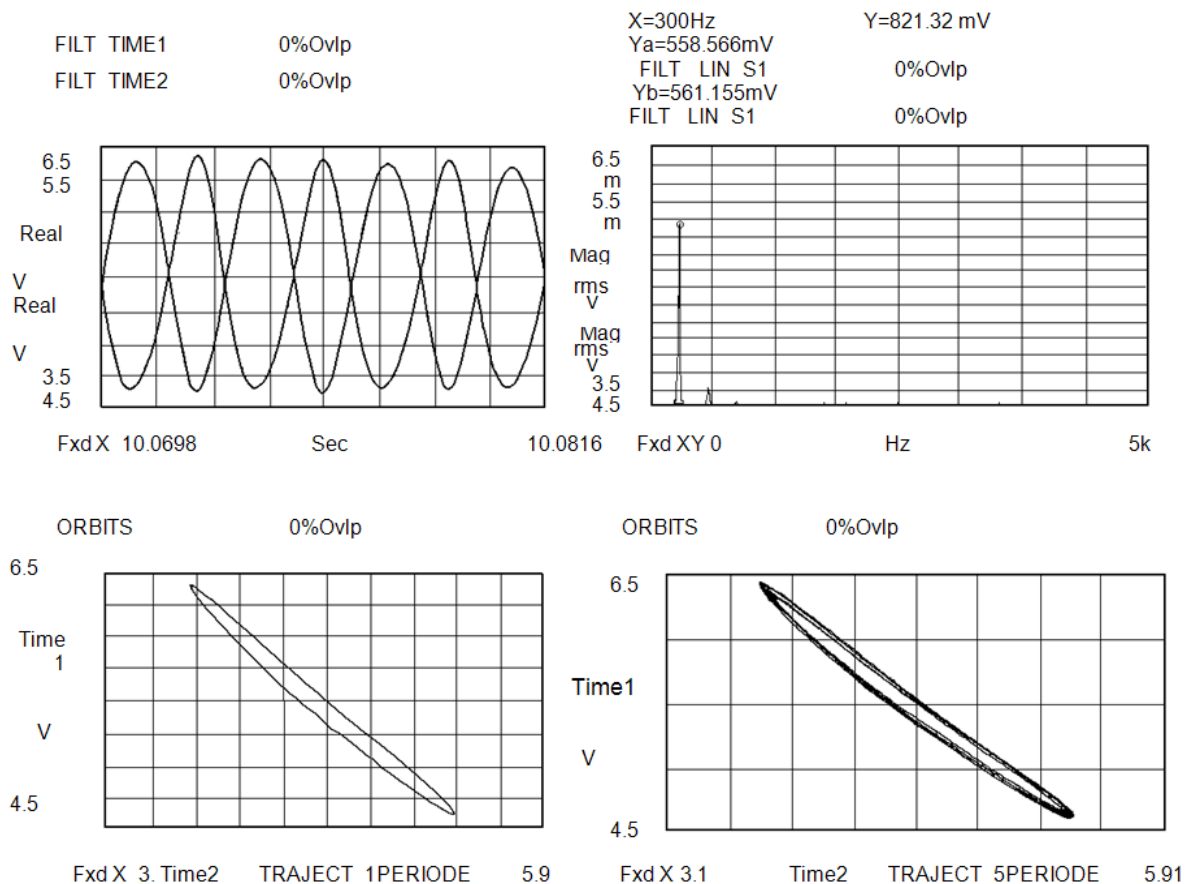 FILT TIME1 0%Ovlp
FILT TIME2 0%Ovlp
6.5
5.5
Real
V
Real
V
3.5
4.5
Fxd X 10.0698 Sec 10.0816
X=300Hz Y=821.32 mV
Ya=558.566mV
FILT LIN S1 0%Ovlp
Yb=561.155mV
FILT LIN S1 0%Ovlp
6.5
m
5.5
m
Mag
rms
V
Mag
rms
V
3.5
4.5
Fxd XY 0 Hz 5k
ORBITS 0%Ovlp
6.5
Time
1
V
4.5
Fxd X 3. Time2 TRAJECT 1PERIODE 5.9
ORBITS 0%Ovlp
6.5
Time1
V
4.5
Fxd X 3.1 Time2 TRAJECT 5PERIODE 5.91